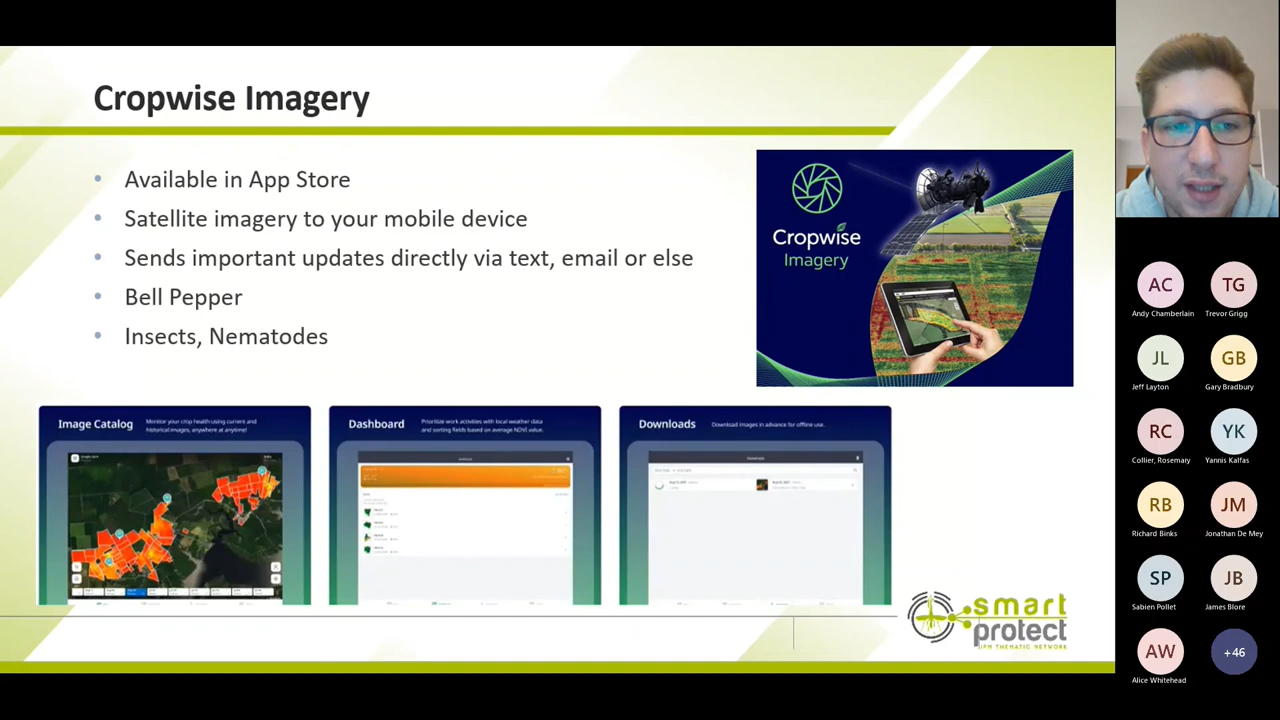 Cropwise Imagery
• Available in App Store
• Satellite imagery to your mobile device
• Sends important updates directly via text, email or else
• Bell Pepper
• Insects, Nematodes
Cropwise
Imagery
Image Catalog
Monitor your crop health using current and
historical images, anywhere at anytime!
Dashboard
Prioritize work activities with local weather data
and sorting fields based on average NDVI value.
Downloads
Download images in advance for offline use.
smart
protect
IPM THEMATIC NETWORK
AC
Andy Chamberlain
TG
Trevor Grigg
JL
Jeff Layton
GB
Gary Bradbury
RC
Collier, Rosemary
YK
Yannis Kalfas
RB
Richard Binks
JM
Jonathan De Mey
SP
Sabien Pollet
JB
James Blore
AW
Alice Whitehead
+46